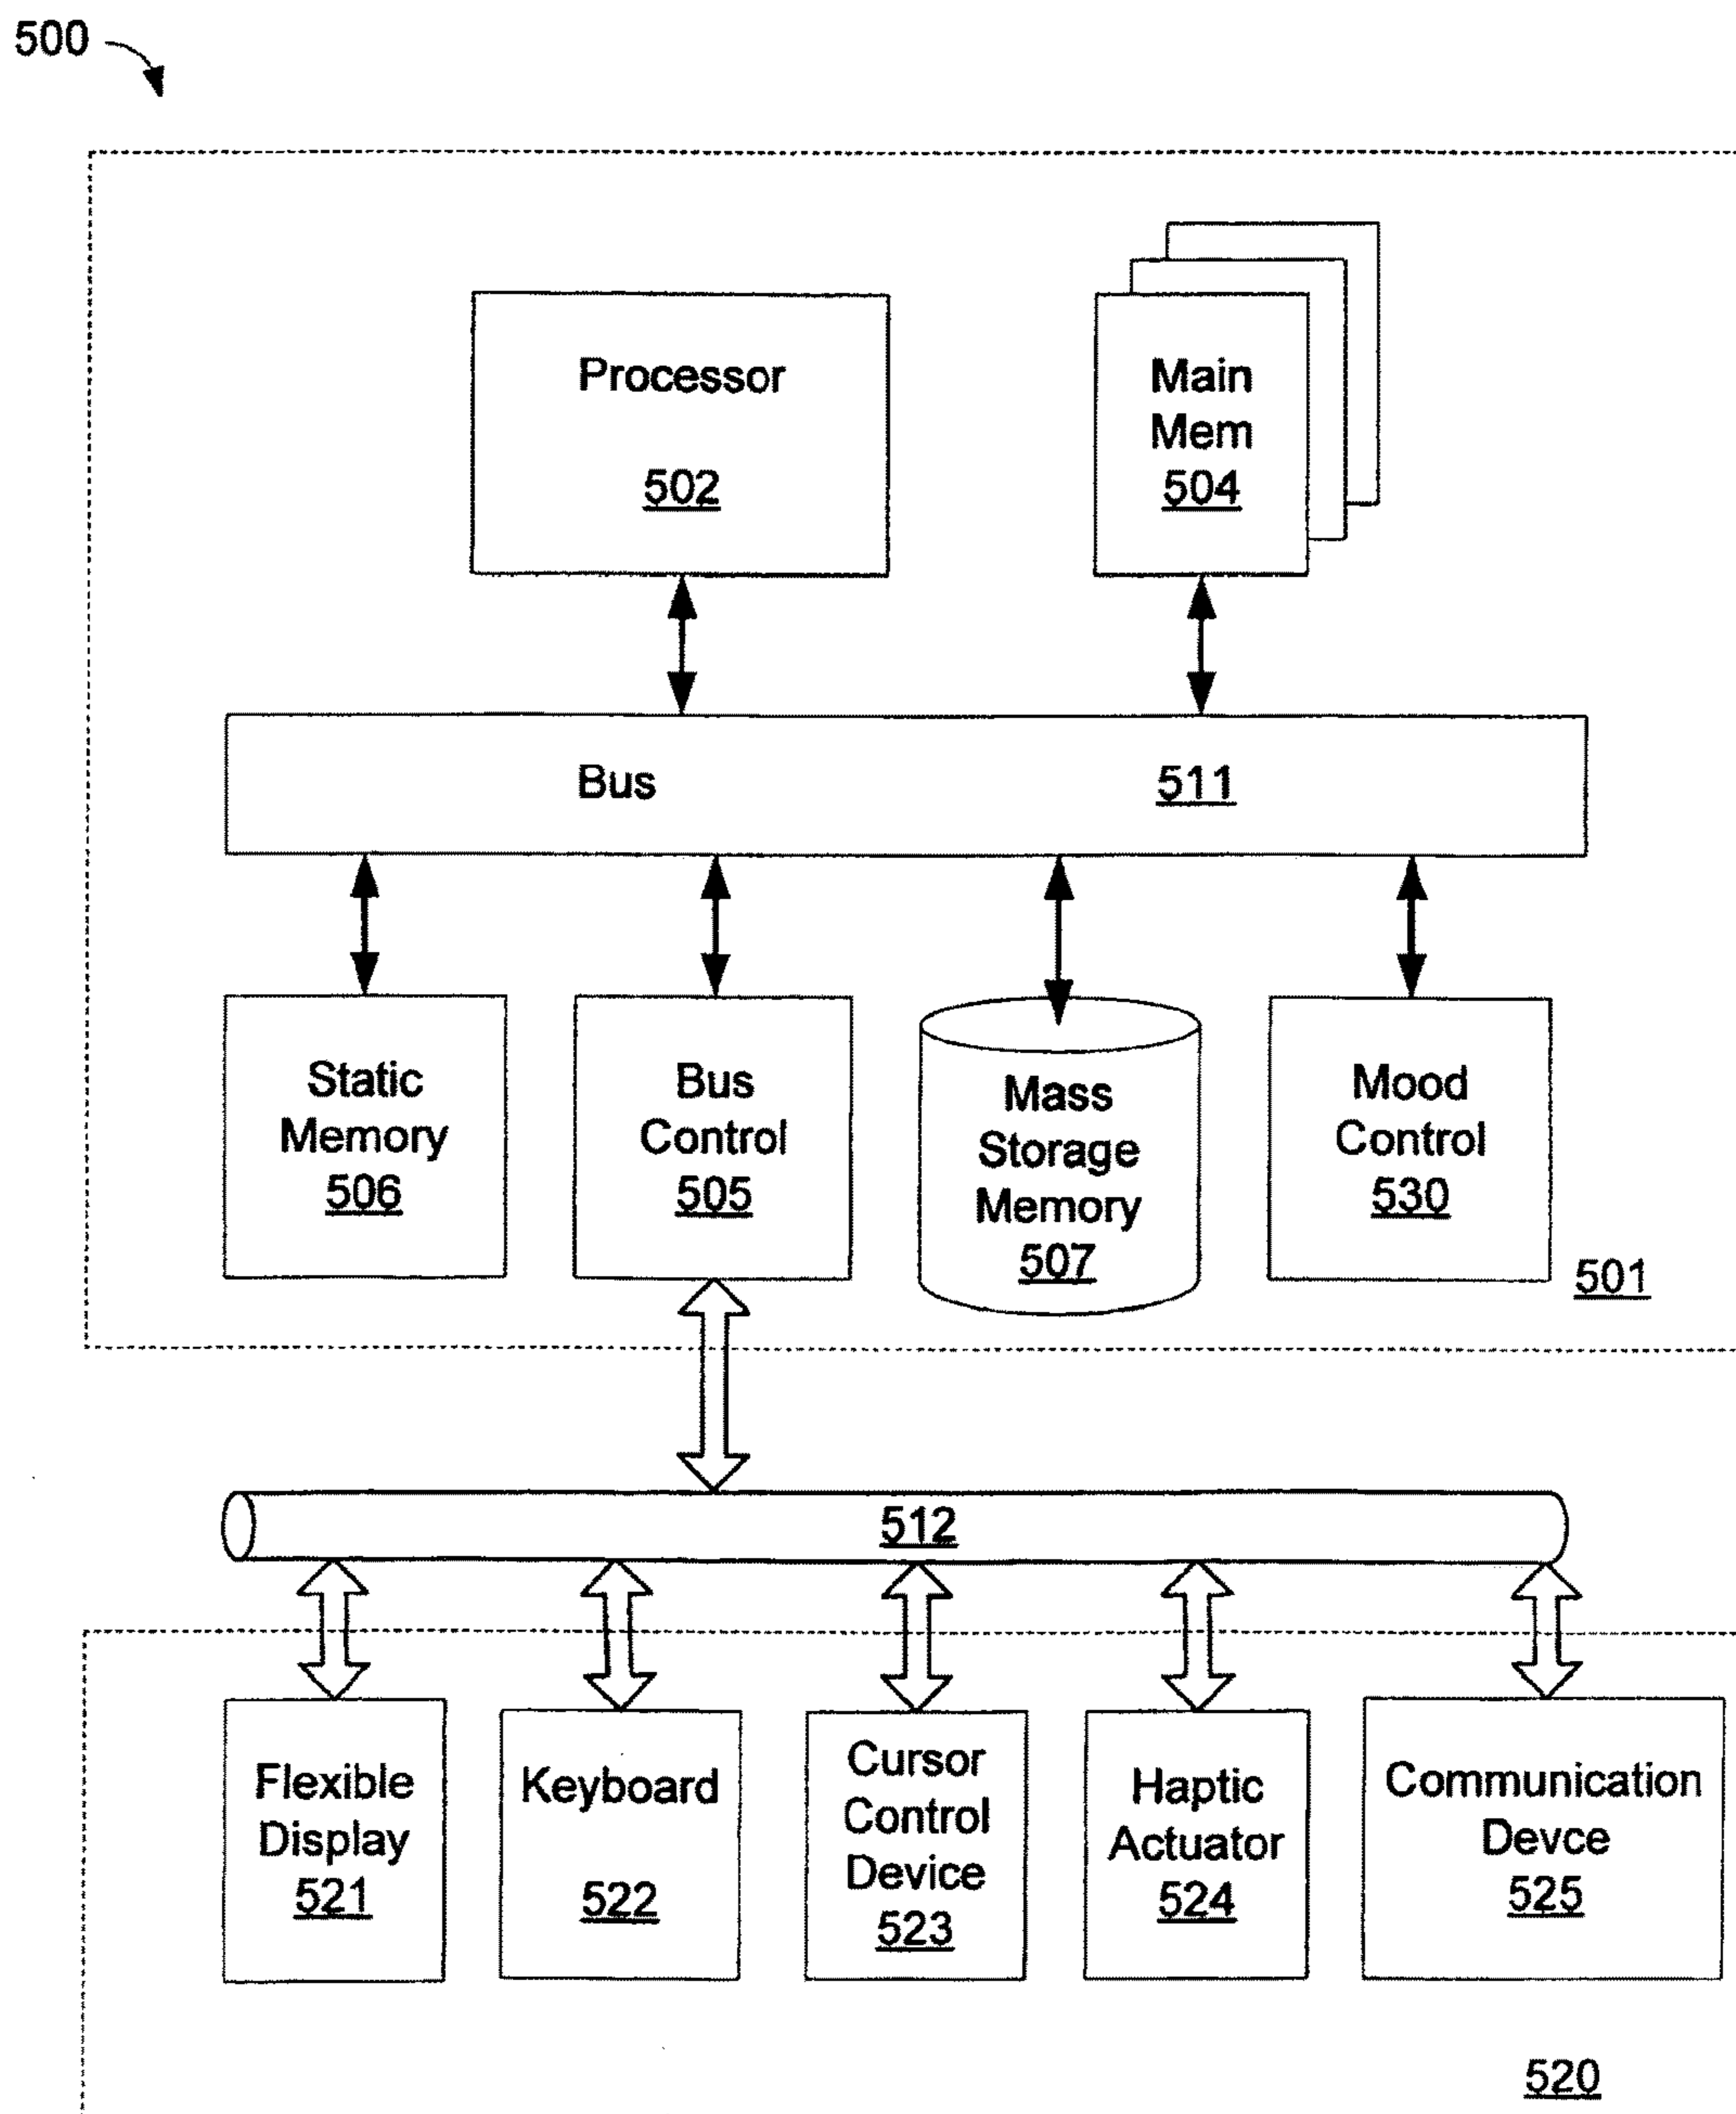 500
Processor
502
Main
Mem
504
Bus 511
Static
Memory
506
Bus
Control
505
Mass
Storage
Memory
507
Mood
Control
530
501
512
Flexible
Display
521
Keyboard
522
Cursor
Control
Device
523
Haptic
Actuator
524
Communication
Devce
525
520